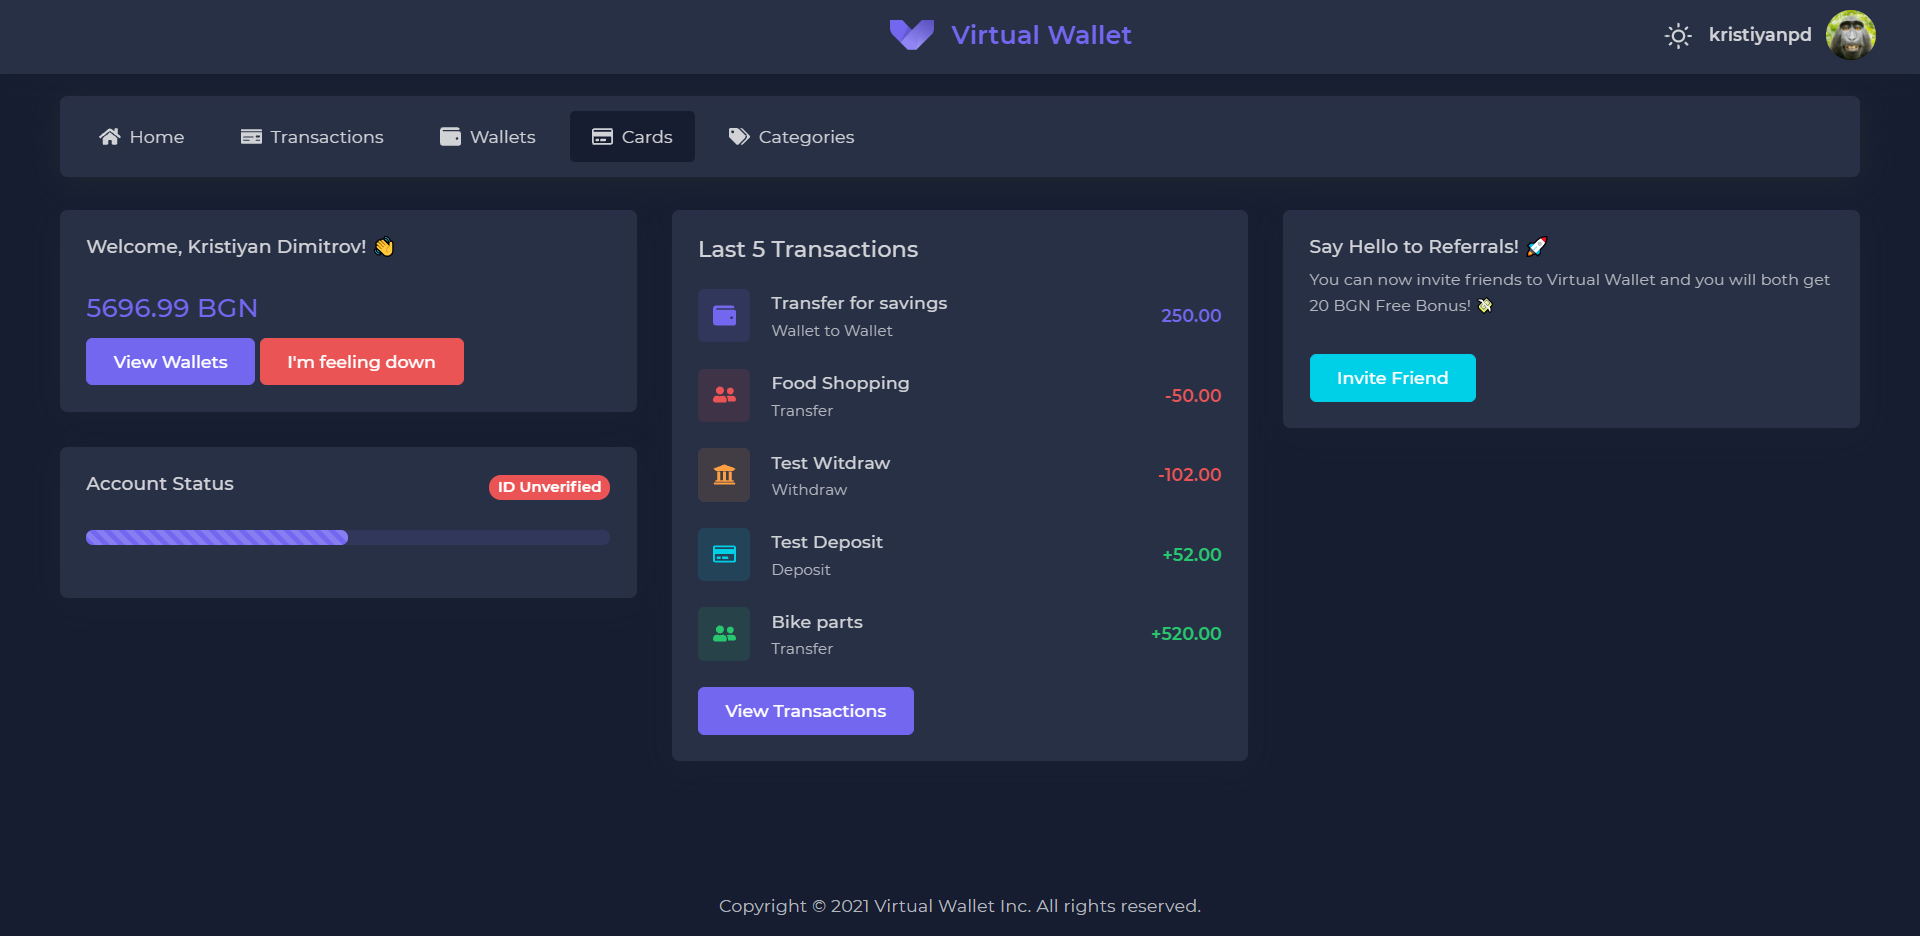 Virtual Wallet
kristiyanpd
Home
Transactions
Wallets
Cards
Categories
Welcome, Kristiyan Dimitrov! 👋
5696.99 BGN
View Wallets
I'm feeling down
Account Status
ID Unverified
Last 5 Transactions
Transfer for savings
Wallet to Wallet
250.00
Food Shopping
Transfer
-50.00
Test Witdraw
Withdraw
-102.00
Test Deposit
Deposit
+52.00
Bike parts
Transfer
+520.00
View Transactions
Say Hello to Referrals! 🚀
You can now invite friends to Virtual Wallet and you will both get
20 BGN Free Bonus! 💸
Invite Friend
Copyright © 2021 Virtual Wallet Inc. All rights reserved.